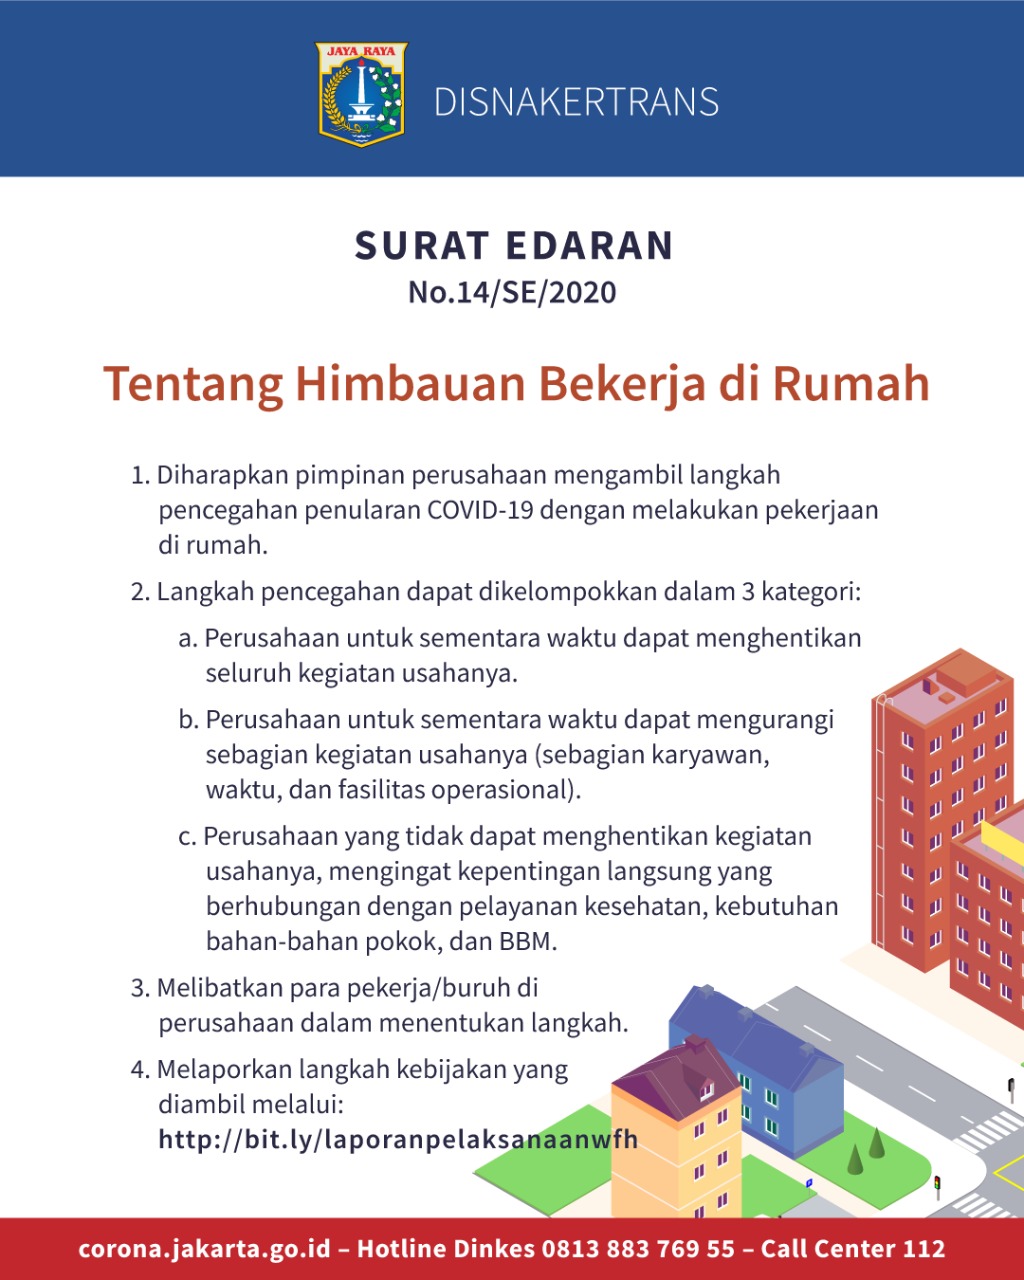 JAYA RAYA
DISNAKERTRANS
SURAT EDARAN
No.14/SE/2020
Tentang Himbauan Bekerja di Rumah
1. Diharapkan pimpinan perusahaan mengambil langkah
pencegahan penularan COVID-19 dengan melakukan pekerjaan
di rumah.
2. Langkah pencegahan dapat dikelompokkan dalam 3 kategori:
a. Perusahaan untuk sementara waktu dapat menghentikan
seluruh kegiatan usahanya.
b. Perusahaan untuk sementara waktu dapat mengurangi
sebagian kegiatan usahanya (sebagian karyawan,
waktu, dan fasilitas operasional).
c. Perusahaan yang tidak dapat menghentikan kegiatan
usahanya, mengingat kepentingan langsung yang
berhubungan dengan pelayanan kesehatan, kebutuhan
bahan-bahan pokok, dan BBM.
3. Melibatkan para pekerja/buruh di
perusahaan dalam menentukan langkah.
4. Melaporkan langkah kebijakan yang
diambil melalui:
http://bit.ly/laporanpelaksanaanwfh
corona.jakarta.go.id – Hotline Dinkes 0813 883 769 55 – Call Center 112